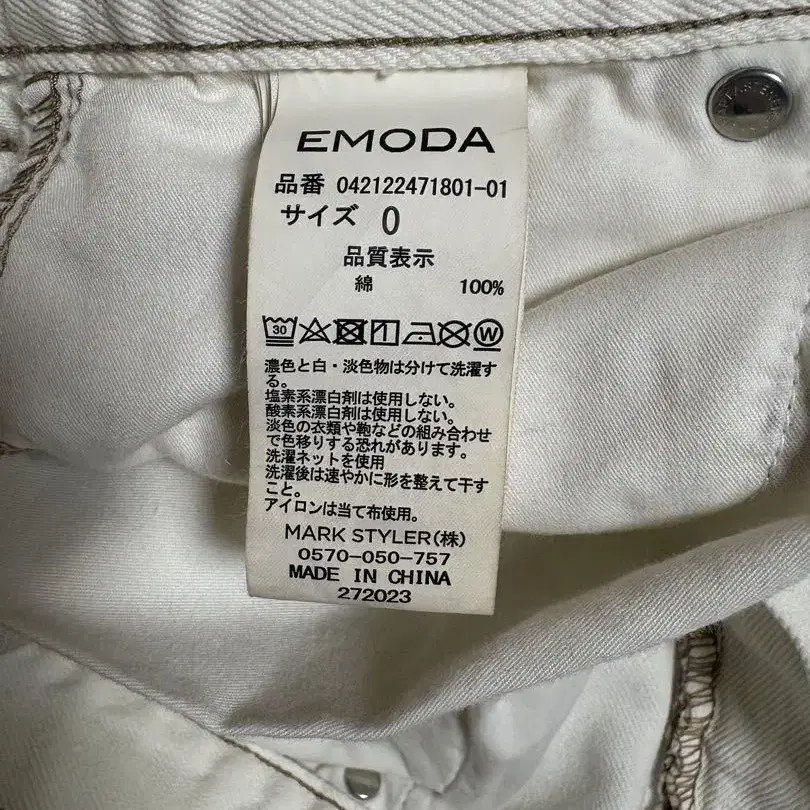 EMODA
品番 042122471801-01
サイズ 0
品質表示
綿 100%
30 W
濃色と白・淡色物は分けて洗濯す
る。
塩素系漂白剤は使用しない。
酸素系漂白剤は使用しない。
淡色の衣類や鞄などの組み合わせ
で色移りする恐れがあります。
洗濯ネットを使用
洗濯後は速やかに形を整えて干す
こと。
アイロンは当て布使用。
MARK STYLER(株)
0570-050-757
MADE IN CHINA
272023